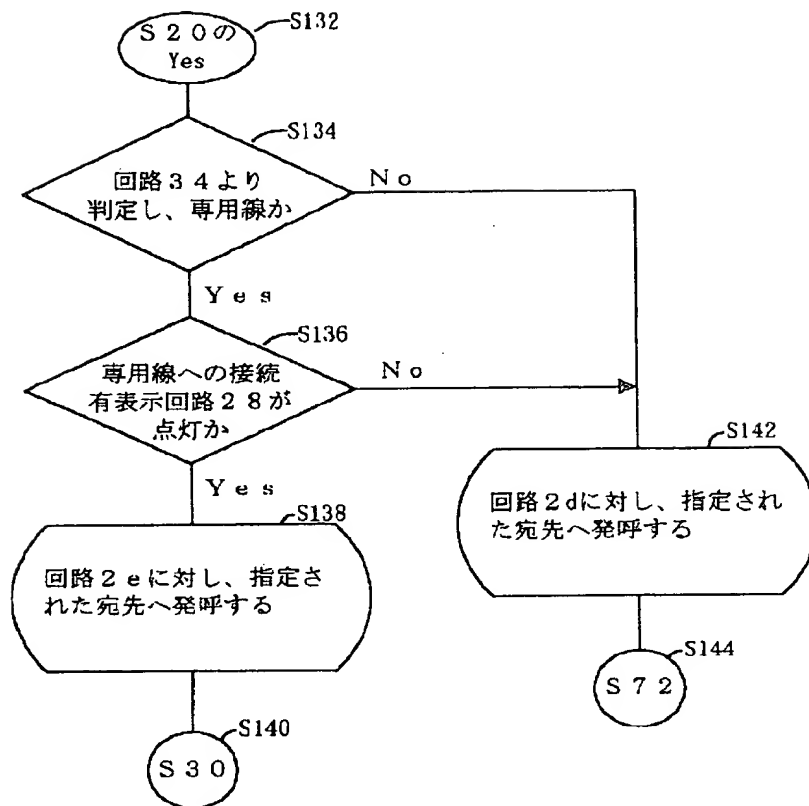 S132
S20の
Yes
S134
回路34より
判定し、専用線か
No
Yes
S136
専用線への接続
有表示回路28が
点灯か
No
Yes
S142
回路2dに対し、指定され
た宛先へ発呼する
S138
回路2eに対し、指定さ
れた宛先へ発呼する
S144
S72
S140
S30